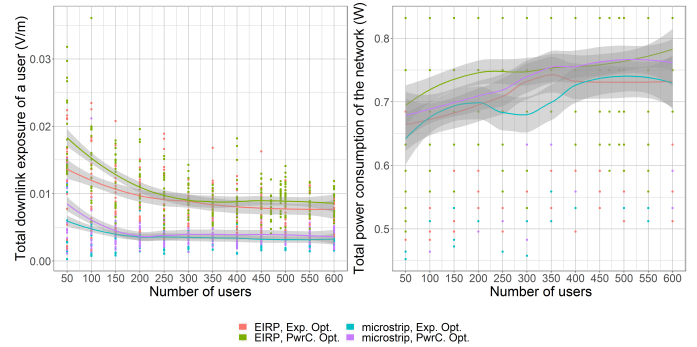 Total downlink exposure of a user (V/m)
0.03
0.02
0.01
0.00
50 100 150 200 250 300 350 400 450 500 550 600
Number of users
Total power consumption of the network (W)
0.8
0.7
0.6
0.5
50 100 150 200 250 300 350 400 450 500 550 600
Number of users
EIRP, Exp. Opt. microstrip, Exp. Opt.
EIRP, PwrC. Opt. microstrip, PwrC. Opt.